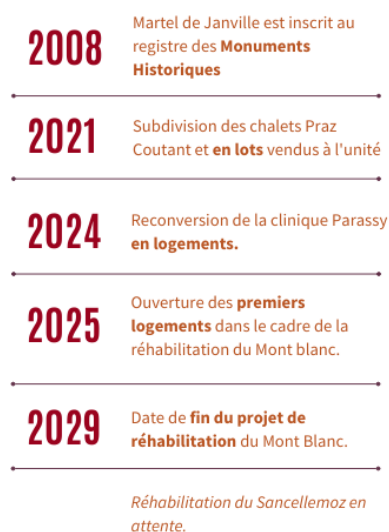 2008
Martel de Janville est inscrit au
registre des Monuments
Historiques
2021
Subdivision des chalets Praz
Coutant et en lots vendus à l'unité
2024
Reconversion de la clinique Parassy
en logements.
2025
Ouverture des premiers
logements dans le cadre de la
réhabilitation du Mont blanc.
2029
Date de fin du projet de
réhabilitation du Mont Blanc.
Réhabilitation du Sancellemoz en
attente.